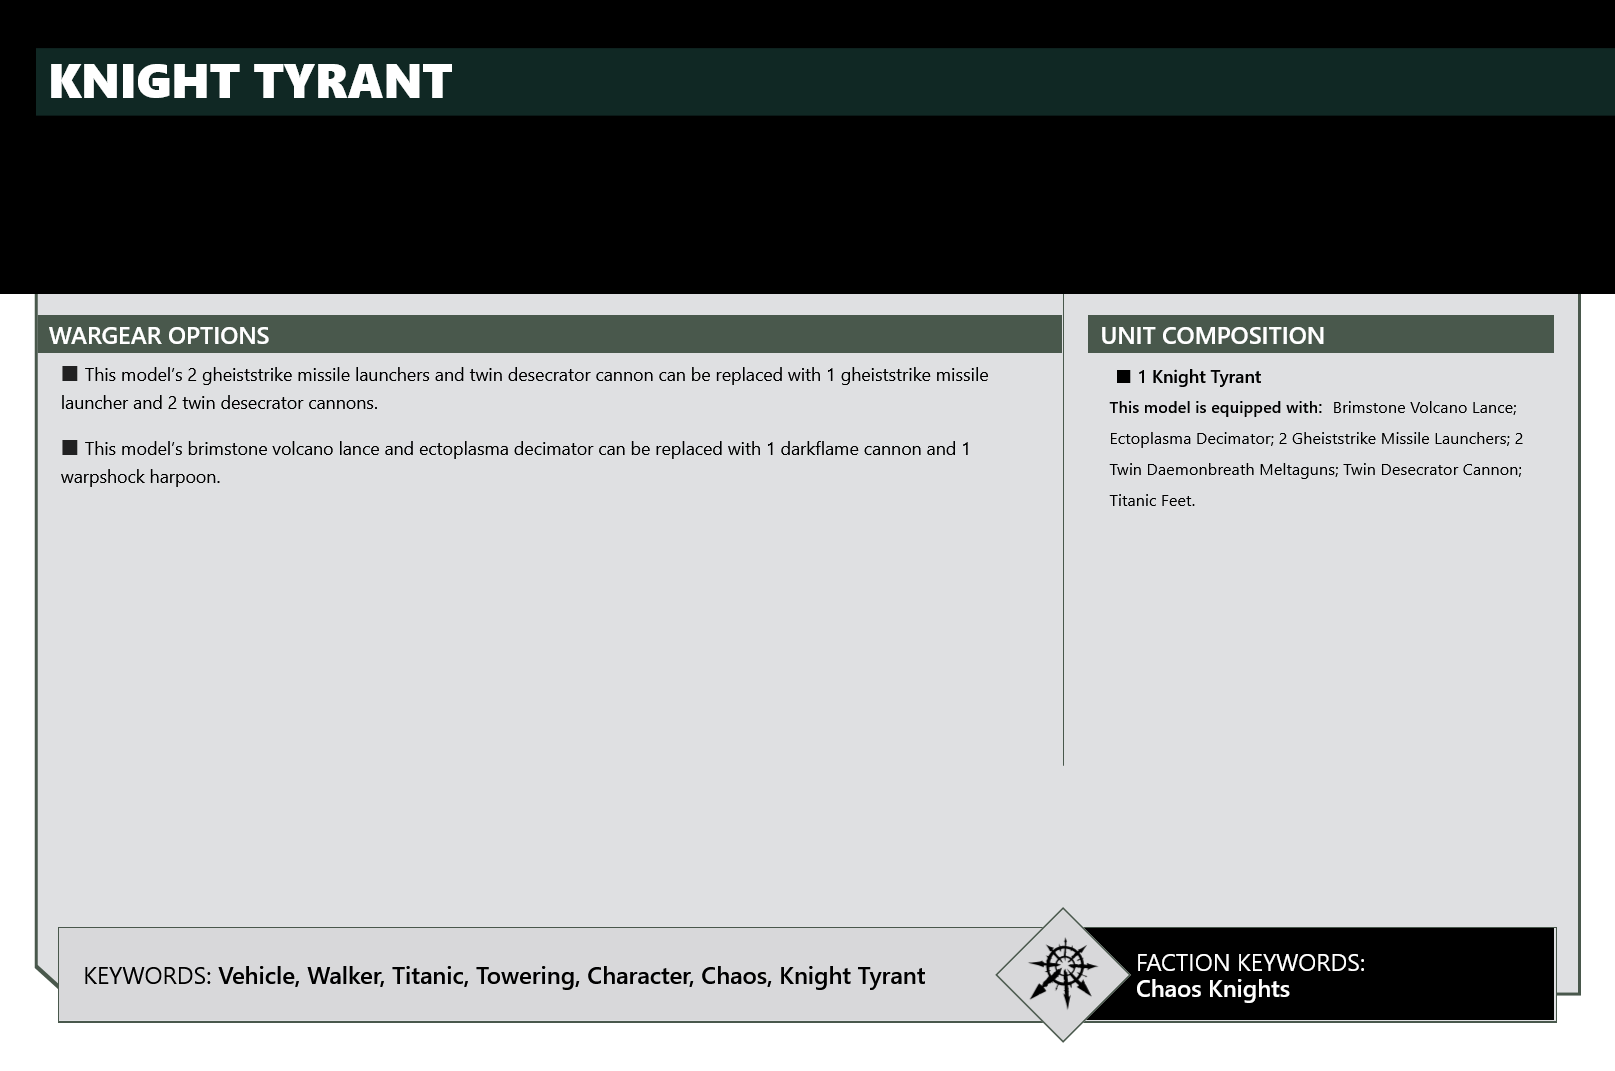 KNIGHT TYRANT
WARGEAR OPTIONS
■ This model's 2 gheiststrike missile launchers and twin desecrator cannon can be replaced with 1 gheiststrike missile
launcher and 2 twin desecrator cannons.
■ This model's brimstone volcano lance and ectoplasma decimator can be replaced with 1 darkflame cannon and 1
warpshock harpoon.
UNIT COMPOSITION
■ 1 Knight Tyrant
This model is equipped with: Brimstone Volcano Lance;
Ectoplasma Decimator; 2 Gheiststrike Missile Launchers; 2
Twin Daemonbreath Meltaguns; Twin Desecrator Cannon;
Titanic Feet.
KEYWORDS: Vehicle, Walker, Titanic, Towering, Character, Chaos, Knight Tyrant
FACTION KEYWORDS:
Chaos Knights